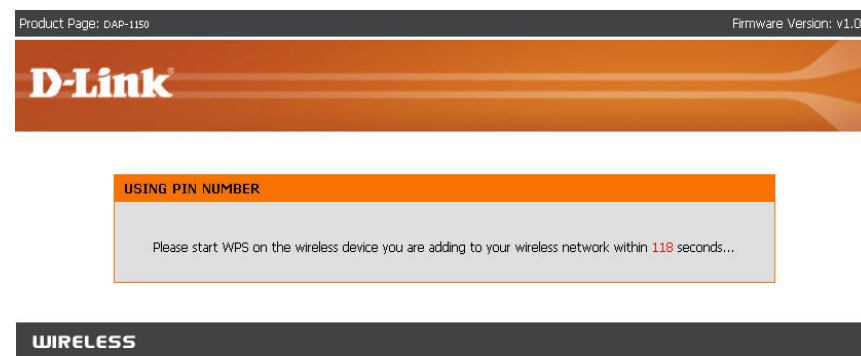 Product Page: DAP-1150
Firmware Version: v1.0
D-Link
USING PIN NUMBER
Please start WPS on the wireless device you are adding to your wireless network within 118 seconds...
WIRELESS